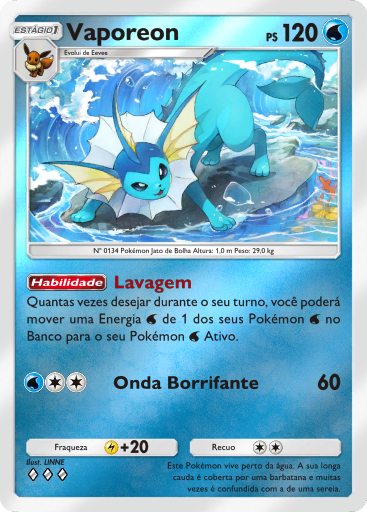 ESTÁGIO 1
Vaporeon
PS 120
Evolui de Eevee
Nº 0134 Pokémon Jato de Bolha Altura: 1,0 m Peso: 29,0 kg
Habilidade Lavagem
Quantas vezes desejar durante o seu turno, você poderá
mover uma Energia de 1 dos seus Pokémon no
Banco para o seu Pokémon Ativo.
Onda Borrifante 60
Fraqueza +20 Recuo
Ilust. LINNE
Este Pokémon vive perto da água. A sua longa
cauda é coberta por uma barbatana e muitas
vezes é confundida com a de uma sereia.